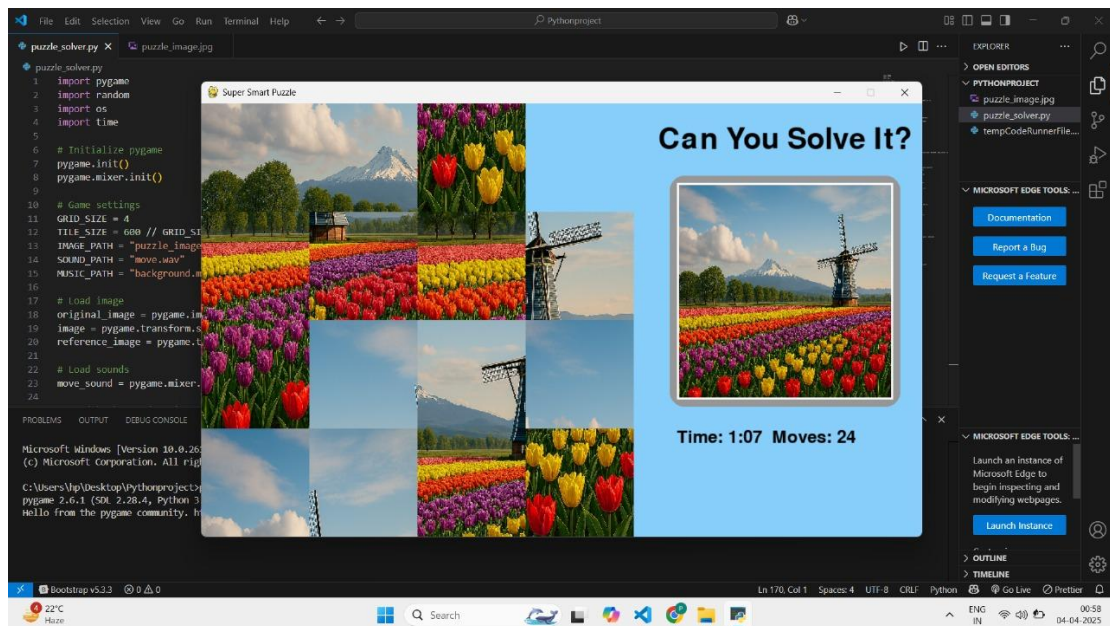 File Edit Selection View Go Run Terminal Help
Pythonproject
puzzle_solver.py
puzzle_image.jpg
puzzle_solver.py
1 import pygame
2 import random
3 import os
4 import time
5
6 # Initialize pygame
7 pygame.init()
8 pygame.mixer.init()
9
10 # Game settings
11 GRID_SIZE = 4
12 TILE_SIZE = 600 // GRID_SI
13 IMAGE_PATH = "puzzle_image
14 SOUND_PATH = "move.wav"
15 MUSIC_PATH = "background.m
16
17 # Load image
18 original_image = pygame.im
19 image = pygame.transform.s
20 reference_image = pygame.t
21
22 # Load sounds
23 move_sound = pygame.mixer.
24
Super Smart Puzzle
Can You Solve It?
Time: 1:07 Moves: 24
PROBLEMS OUTPUT DEBUG CONSOLE
Microsoft Windows [Version 10.0.26
(c) Microsoft Corporation. All rig
C:\Users\hp\Desktop\Pythonproject>
pygame 2.6.1 (SDL 2.28.4, Python 3
Hello from the pygame community. h
EXPLORER
OPEN EDITORS
PYTHONPROJECT
puzzle_image.jpg
puzzle_solver.py
tempCodeRunnerFile....
MICROSOFT EDGE TOOLS: ...
Documentation
Report a Bug
Request a Feature
MICROSOFT EDGE TOOLS: ...
Launch an instance of
Microsoft Edge to
begin inspecting and
modifying webpages.
Launch Instance
OUTLINE
TIMELINE
Bootstrap v5.3.3 0 0
Ln 170, Col 1 Spaces: 4 UTF-8 CRLF Python Go Live Prettier
4
22°C
Haze
Search
ENG
IN
00:58
04-04-2025